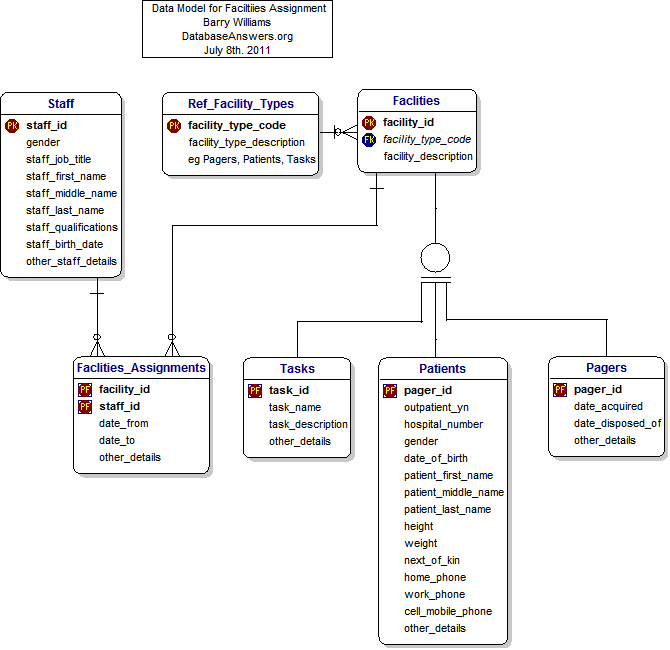 Data Model for Faciltiies Assignment
Barry Williams
DatabaseAnswers.org
July 8th. 2011
Staff
PK staff_id
gender
staff_job_title
staff_first_name
staff_middle_name
staff_last_name
staff_qualifications
staff_birth_date
other_staff_details
Ref_Facility_Types
PK facility_type_code
facility_type_description
eg Pagers, Patients, Tasks
Faclities
PK facility_id
FK facility_type_code
facility_description
Faclities_Assignments
PF facility_id
PF staff_id
date_from
date_to
other_details
Tasks
PF task_id
task_name
task_description
other_details
Patients
PF pager_id
outpatient_yn
hospital_number
gender
date_of_birth
patient_first_name
patient_middle_name
patient_last_name
height
weight
next_of_kin
home_phone
work_phone
cell_mobile_phone
other_details
Pagers
PF pager_id
date_acquired
date_disposed_of
other_details